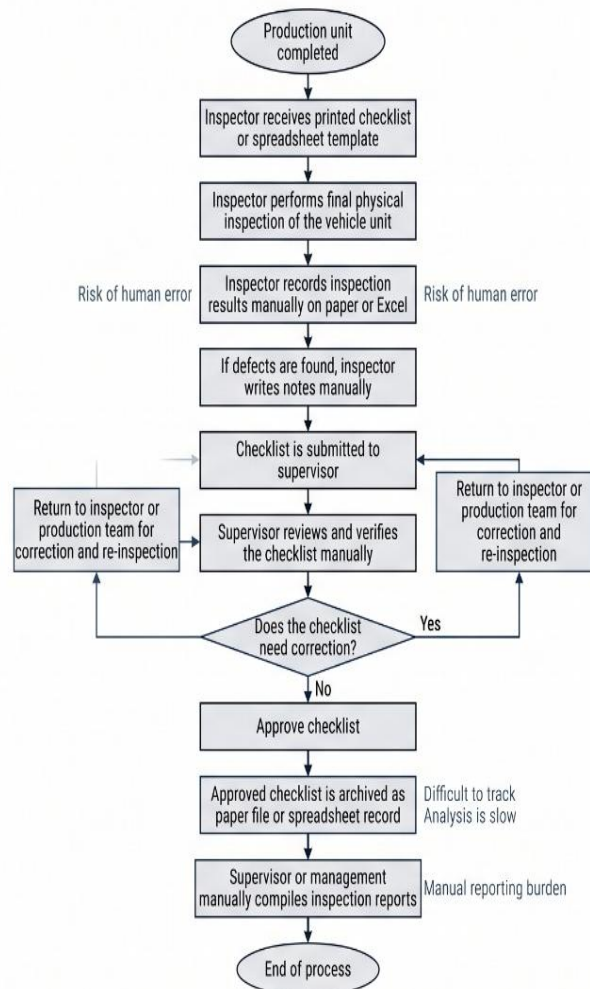 Production unit
completed
Inspector receives printed checklist
or spreadsheet template
Inspector performs final physical
inspection of the vehicle unit
Risk of human error
Inspector records inspection
results manually on paper or Excel
Risk of human error
If defects are found, inspector
writes notes manually
Checklist is submitted to
supervisor
Return to inspector or
production team for
correction and re-inspection
Supervisor reviews and verifies
the checklist manually
Return to inspector or
production team for
correction and
re-inspection
Does the checklist
need correction?
Yes
No
Approve checklist
Approved checklist is archived as
paper file or spreadsheet record
Difficult to track
Analysis is slow
Supervisor or management
manually compiles inspection reports
Manual reporting burden
End of process